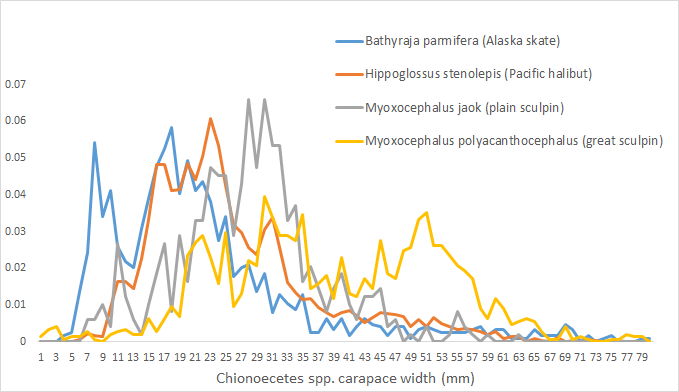 Bathyraja parmifera (Alaska skate)
Hippoglossus stenolepis (Pacific halibut)
Myoxocephalus jaok (plain sculpin)
Myoxocephalus polyacanthocephalus (great sculpin)
0.07
0.06
0.05
0.04
0.03
0.02
0.01
0
1 3 5 7 9 11 13 15 17 19 21 23 25 27 29 31 33 35 37 39 41 43 45 47 49 51 53 55 57 59 61 63 65 67 69 71 73 75 77 79
Chionoecetes spp. carapace width (mm)